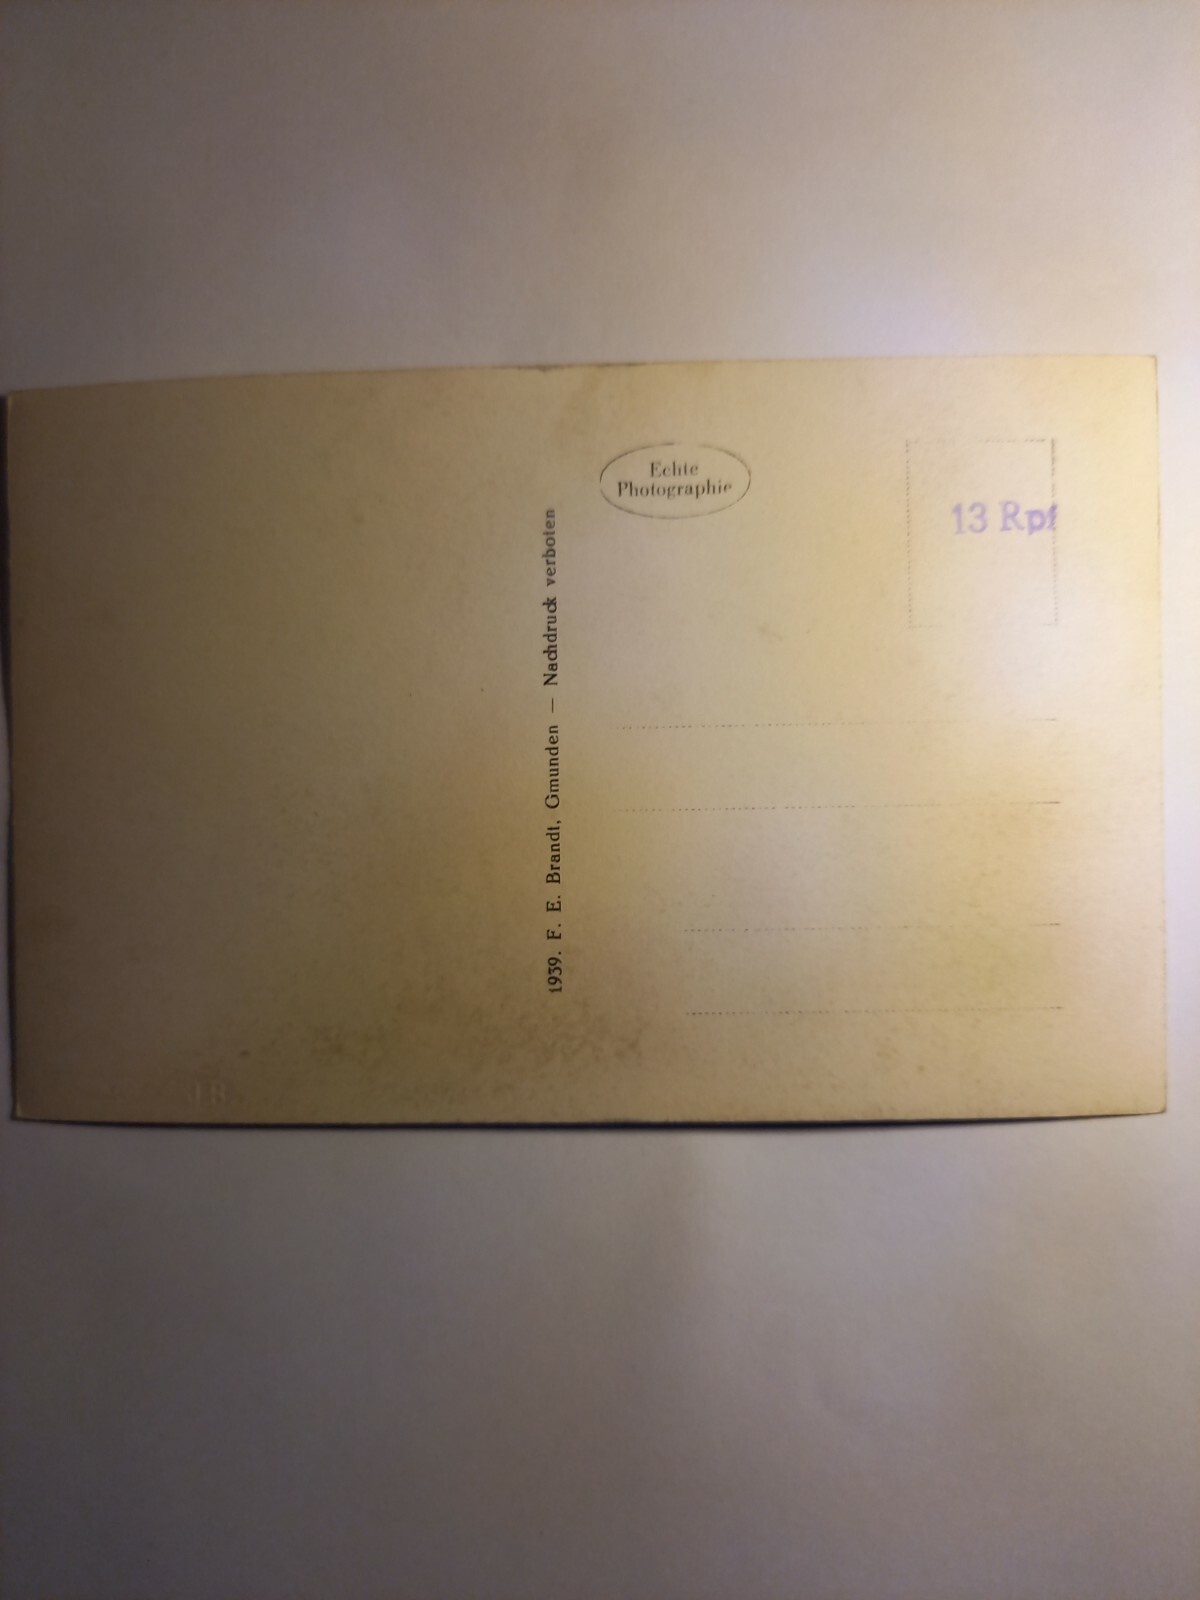 Echte
Photographie
13 Rpf
1939. F. E. Brandt, Gmunden — Nachdruck verboten